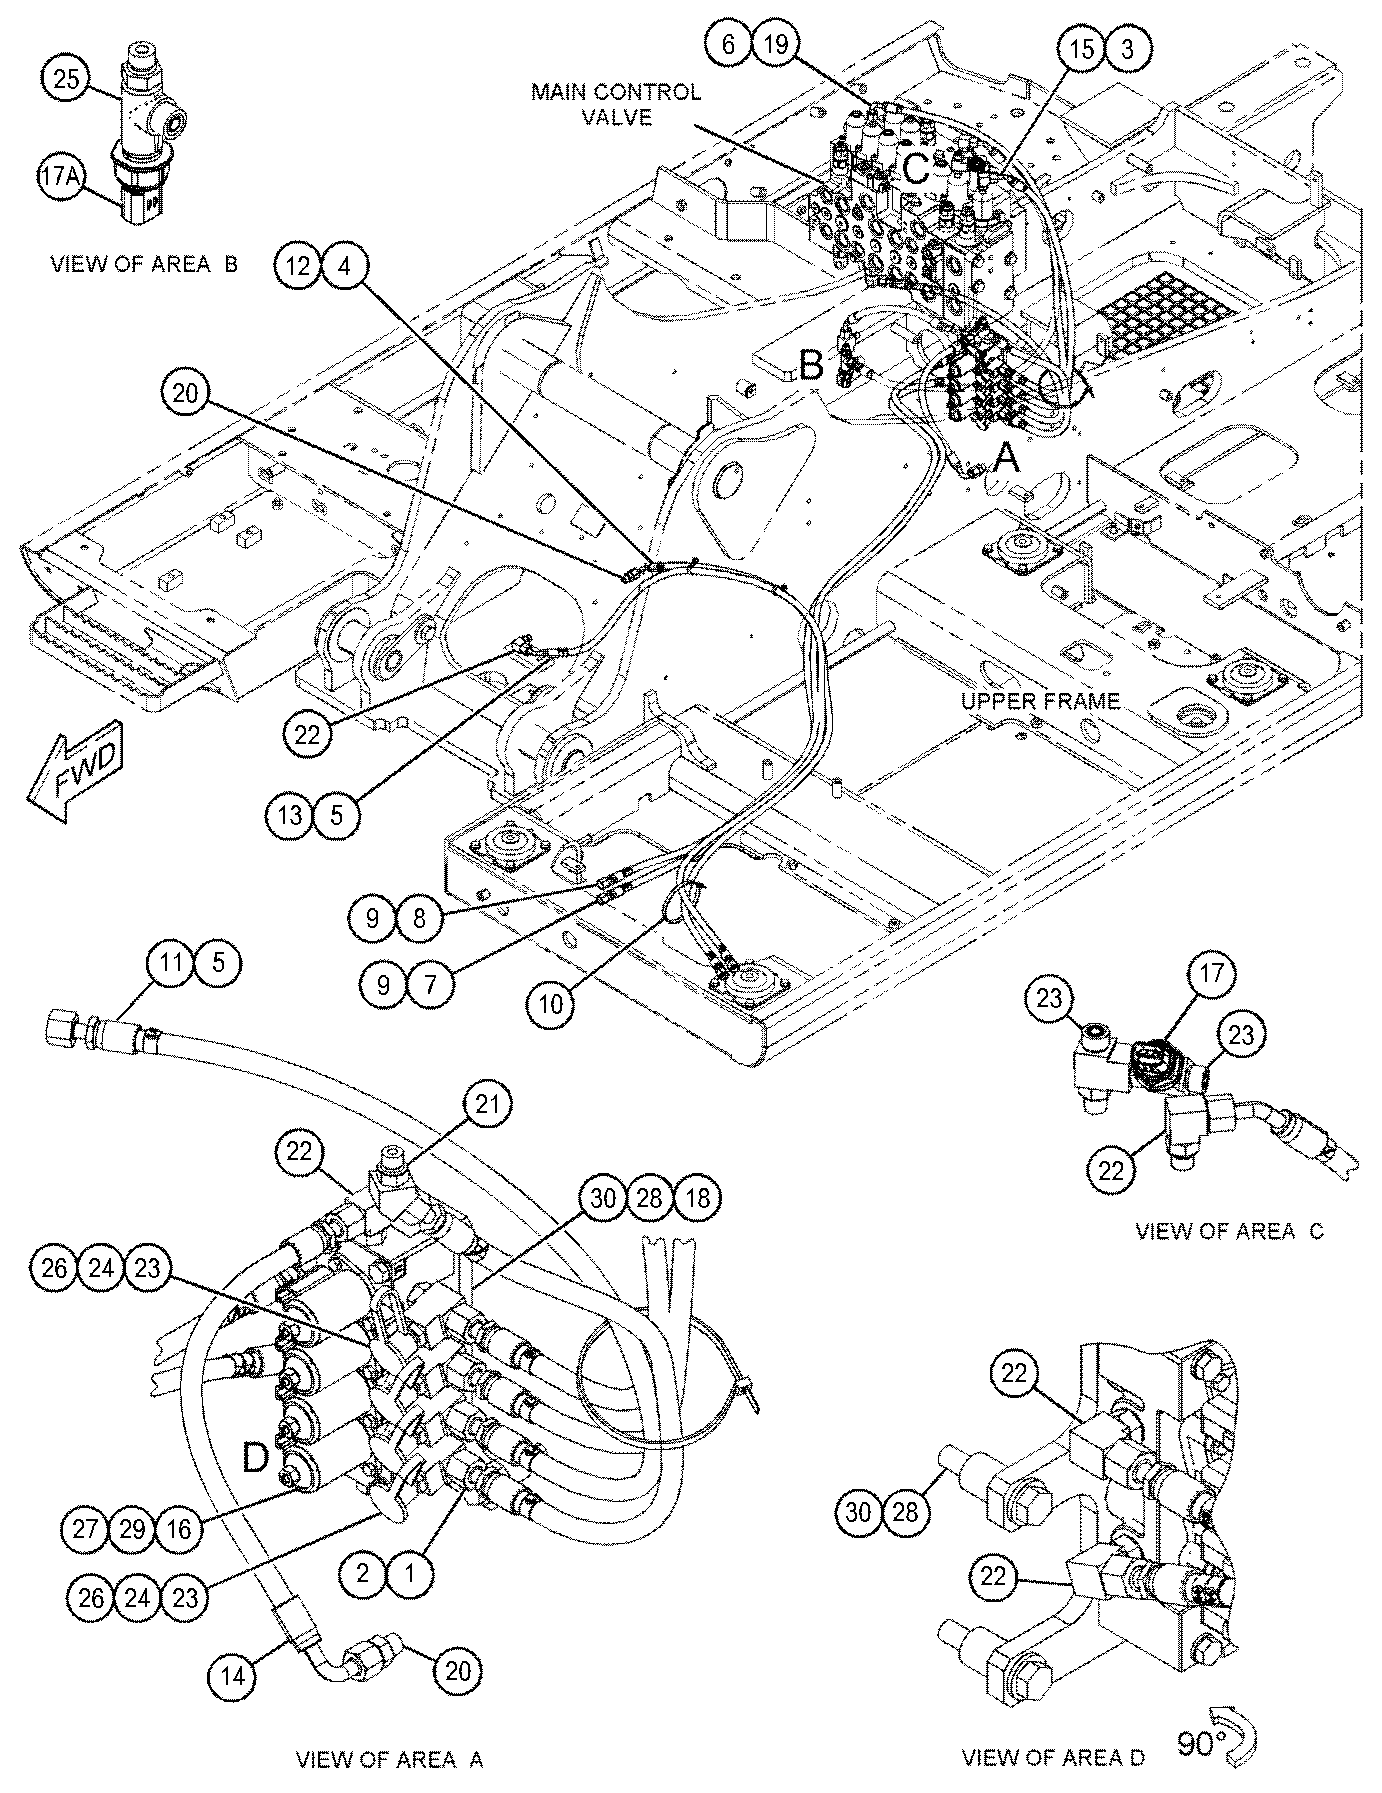 6 19
15 3
25
MAIN CONTROL
VALVE
17A
C
VIEW OF AREA B
12 4
B
20
A
UPPER FRAME
22
FWD
13 5
9 8
9 7
10
11 5
17
23
23
21
22
22
30 28 18
VIEW OF AREA C
26 24 23
22
D
30 28
27 29 16
2 1
22
26 24 23
14
20
90°
VIEW OF AREA A
VIEW OF AREA D